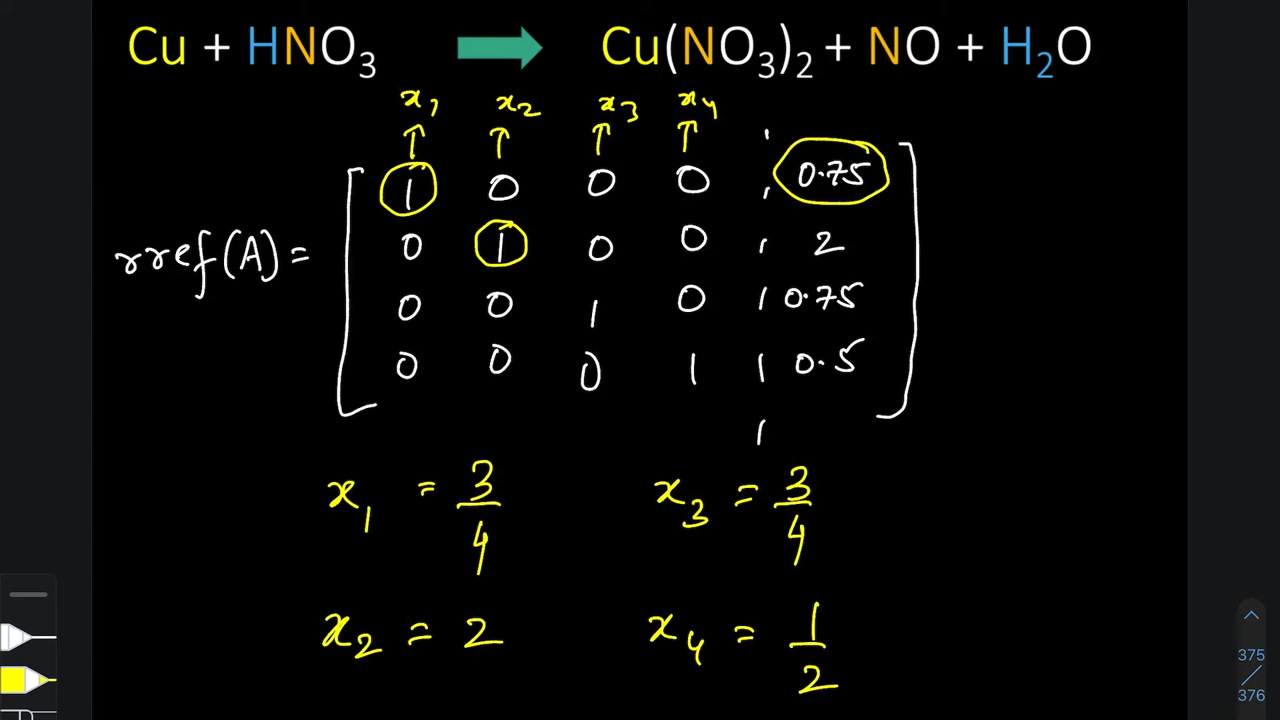 Cu + HNO₃ → Cu(NO₃)₂ + NO + H₂O
x₁ x₂ x₃ x₄
↑ ↑ ↑ ↑
1 0 0 0 | 0.75
rref(A) = 0 1 0 0 | 2
0 0 1 0 | 0.75
0 0 0 1 | 0.5
x₁ = 3/4 x₃ = 3/4
x₂ = 2 x₄ = 1/2
375
/
376